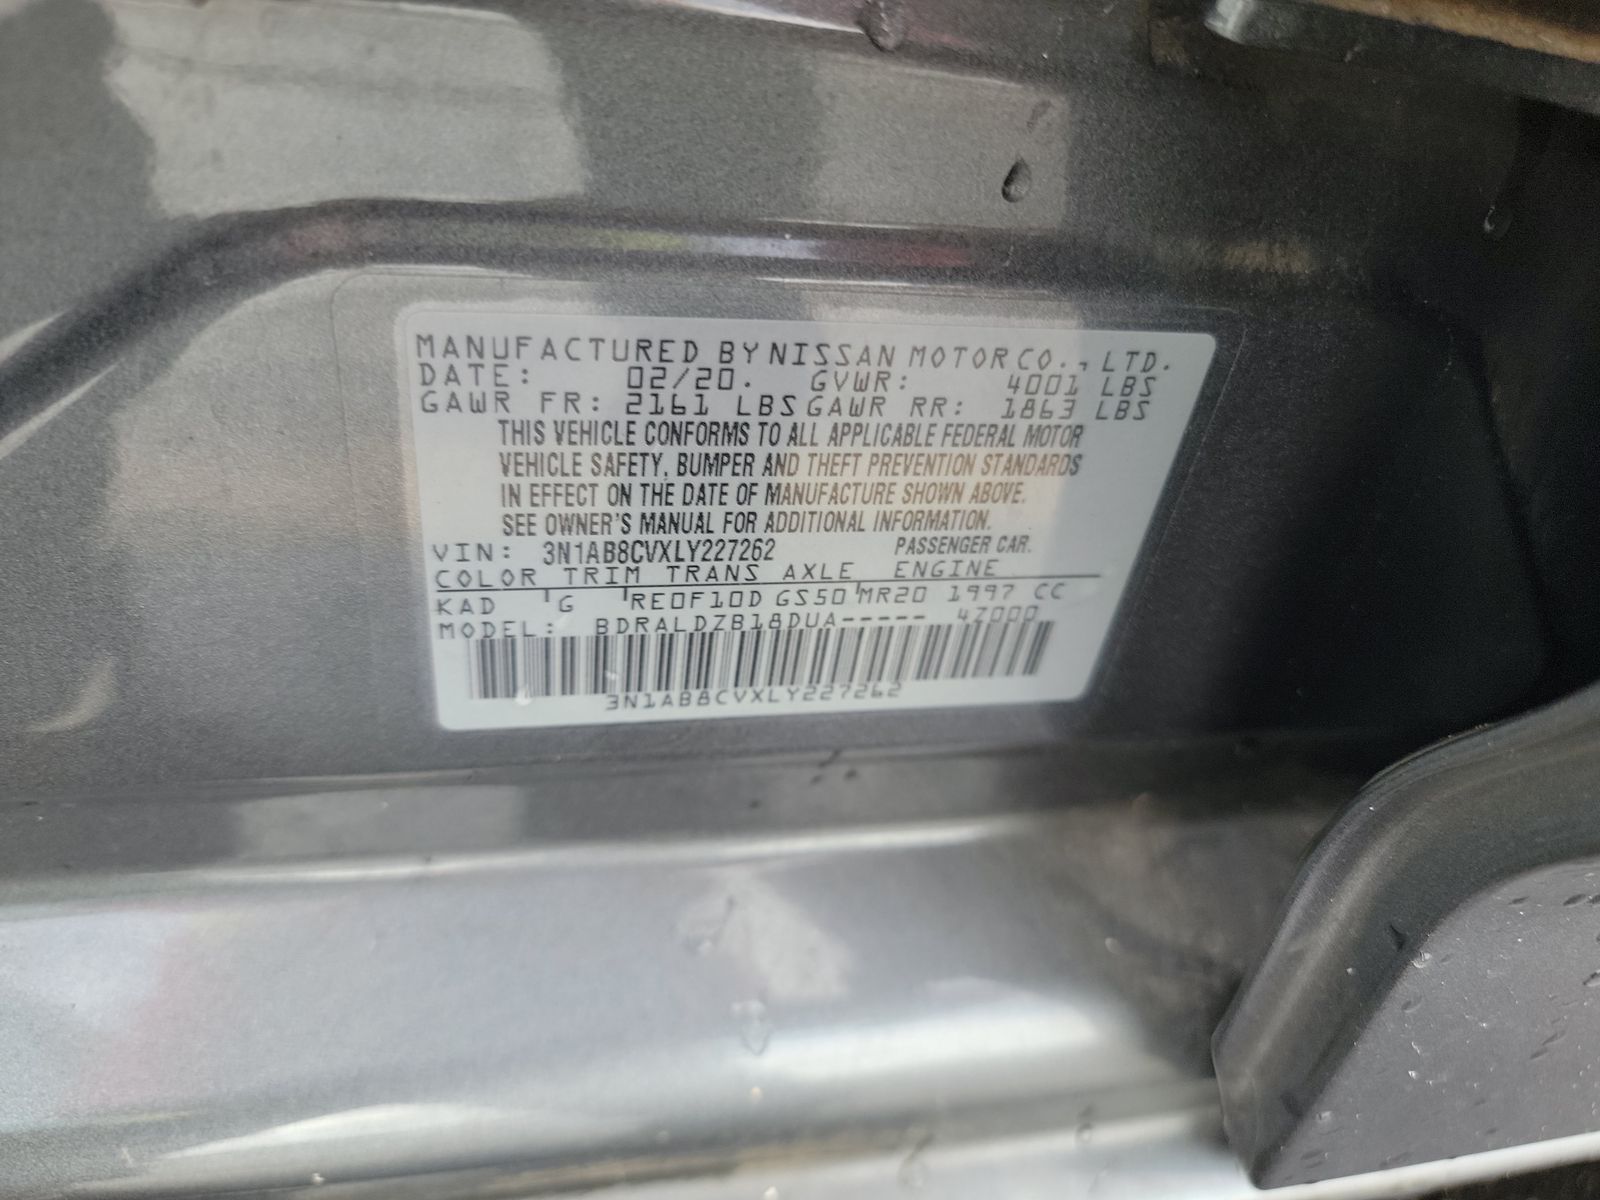 MANUFACTURED BY NISSAN MOTOR CO., LTD.
DATE: 02/20. GVWR: 4001 LBS
GAWR FR: 2161 LBS GAWR RR: 1863 LBS
THIS VEHICLE CONFORMS TO ALL APPLICABLE FEDERAL MOTOR
VEHICLE SAFETY, BUMPER AND THEFT PREVENTION STANDARDS
IN EFFECT ON THE DATE OF MANUFACTURE SHOWN ABOVE.
SEE OWNER'S MANUAL FOR ADDITIONAL INFORMATION.
VIN: 3N1AB8CVXLY227262 PASSENGER CAR.
COLOR TRIM TRANS AXLE ENGINE
KAD G RE0F10D GS50 MR20 1997 CC
MODEL: BDRALDZB18DUA----- 4Z000
3N1AB8CVXLY227262